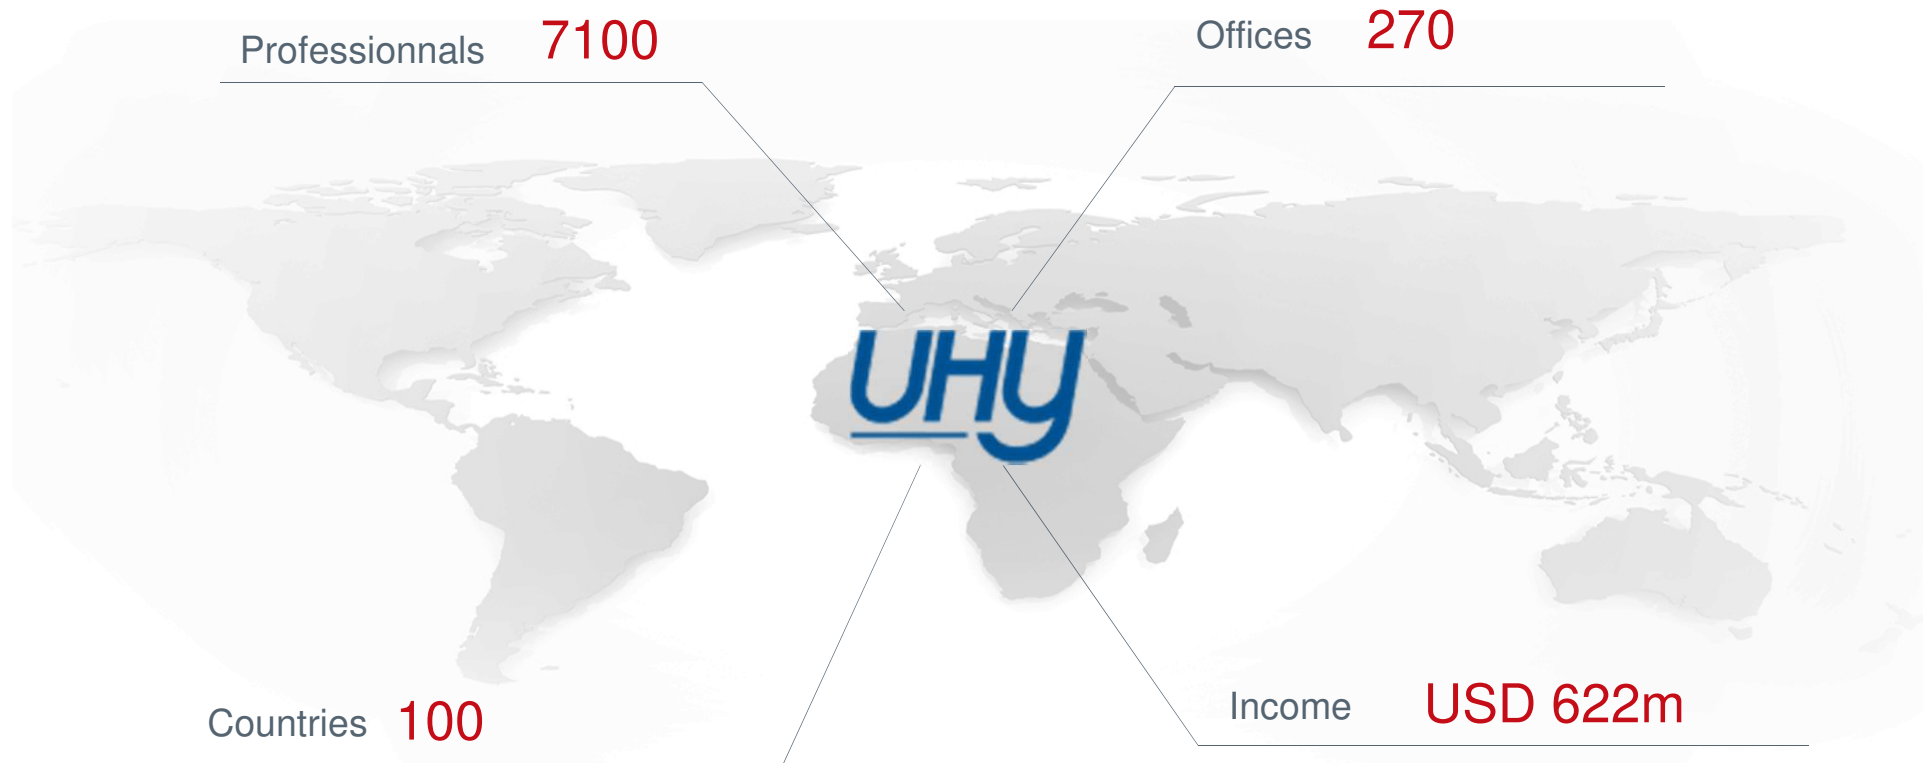 Professionnals 7100
Offices 270
UHY
Countries 100
Income USD 622m